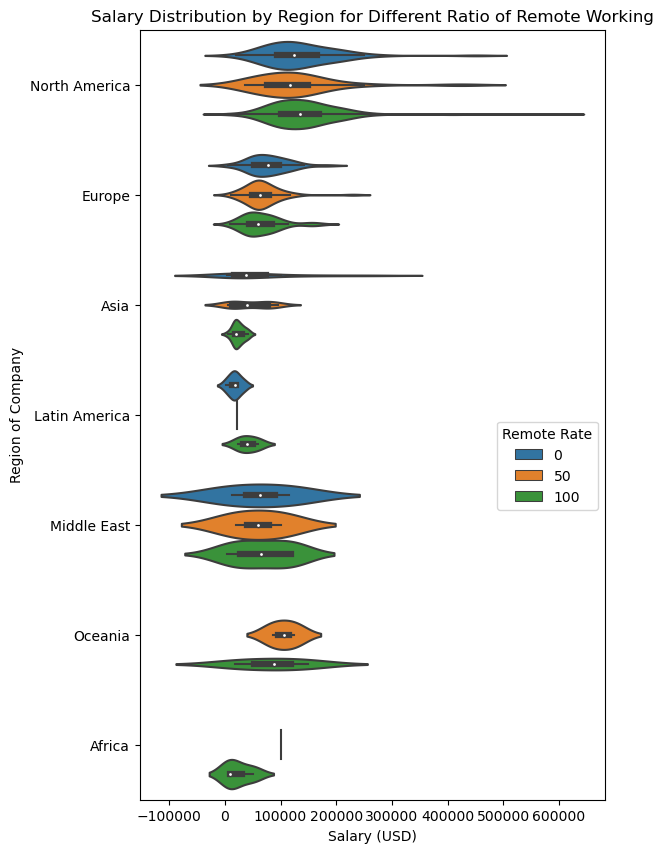 Salary Distribution by Region for Different Ratio of Remote Working
North America
Europe
Asia
Latin America
Middle East
Oceania
Africa
Region of Company
Remote Rate
0
50
100
−100000 0 100000 200000 300000 400000 500000 600000
Salary (USD)